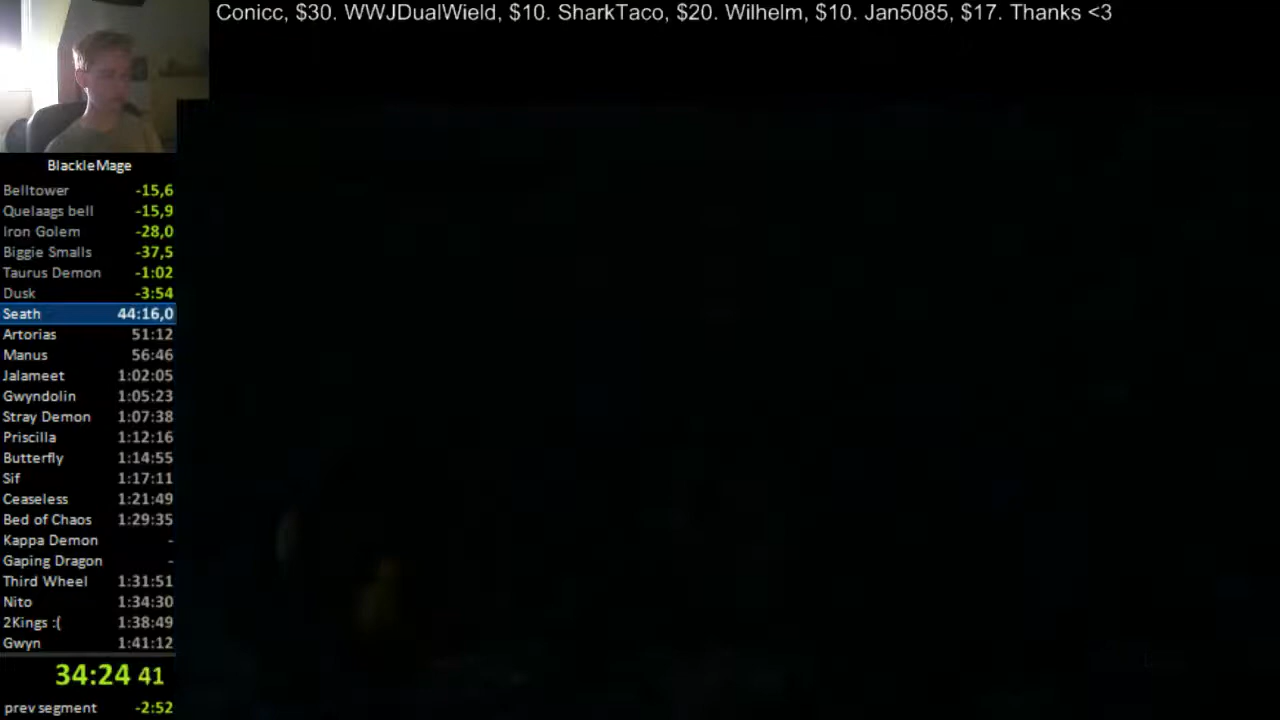 Conicc, $30. WWJDualWield, $10. SharkTaco, $20. Wilhelm, $10. Jan5085, $17. Thanks <3
BlackleMage
Belltower -15,6
Quelaags bell -15,9
Iron Golem -28,0
Biggie Smalls -37,5
Taurus Demon -1:02
Dusk -3:54
Seath 44:16,0
Artorias 51:12
Manus 56:46
Jalameet 1:02:05
Gwyndolin 1:05:23
Stray Demon 1:07:38
Priscilla 1:12:16
Butterfly 1:14:55
Sif 1:17:11
Ceaseless 1:21:49
Bed of Chaos 1:29:35
Kappa Demon -
Gaping Dragon -
Third Wheel 1:31:51
Nito 1:34:30
2Kings :( 1:38:49
Gwyn 1:41:12
34:24 41
prev segment -2:52